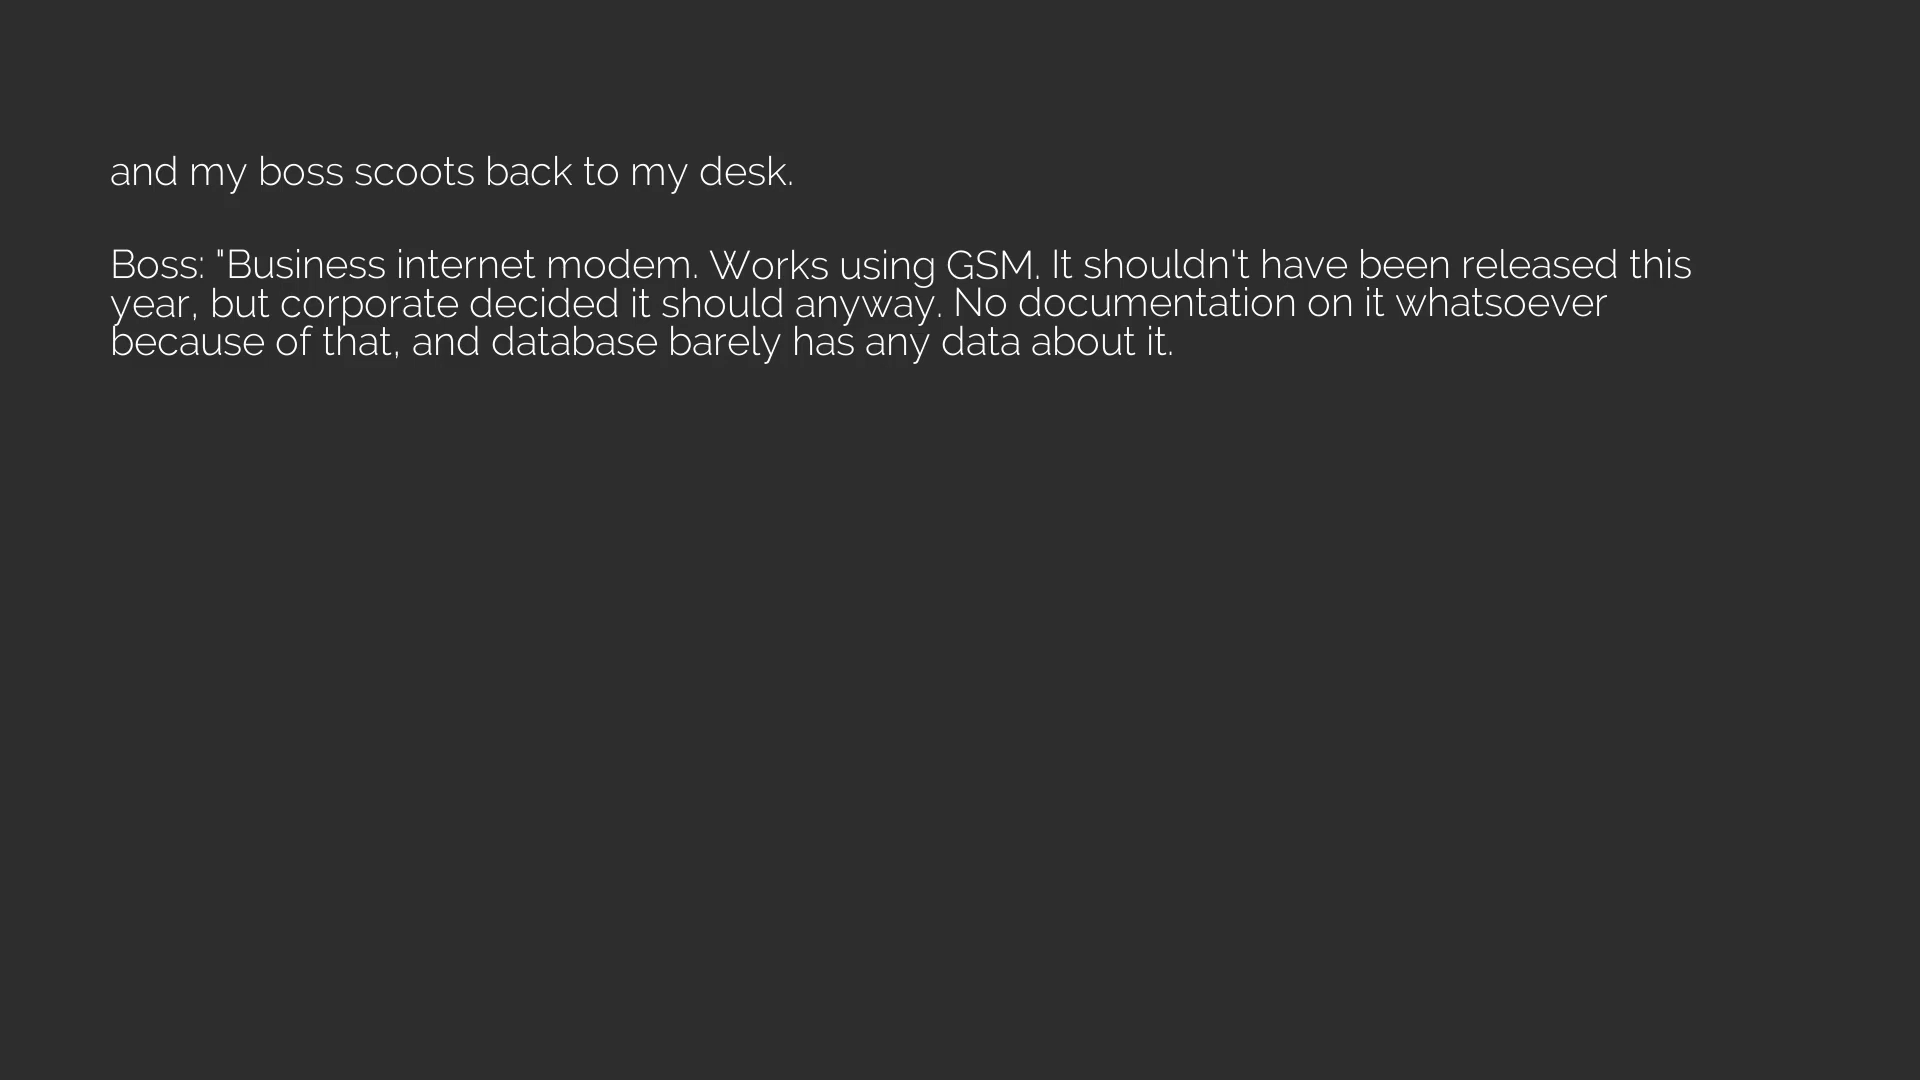 and my boss scoots back to my desk.
Boss: "Business internet modem. Works using GSM. It shouldn't have been released this
year, but corporate decided it should anyway. No documentation on it whatsoever
because of that, and database barely has any data about it.